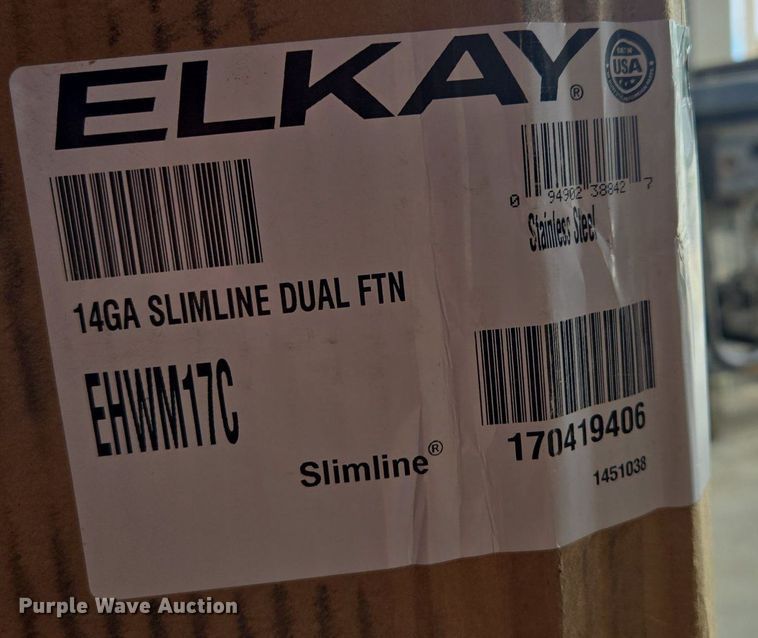 ELKAY®
USA
0 94902 38842 7
Stainless Steel
14GA SLIMLINE DUAL FTN
EHWM17C
170419406
Slimline®
1451038
Purple Wave Auction